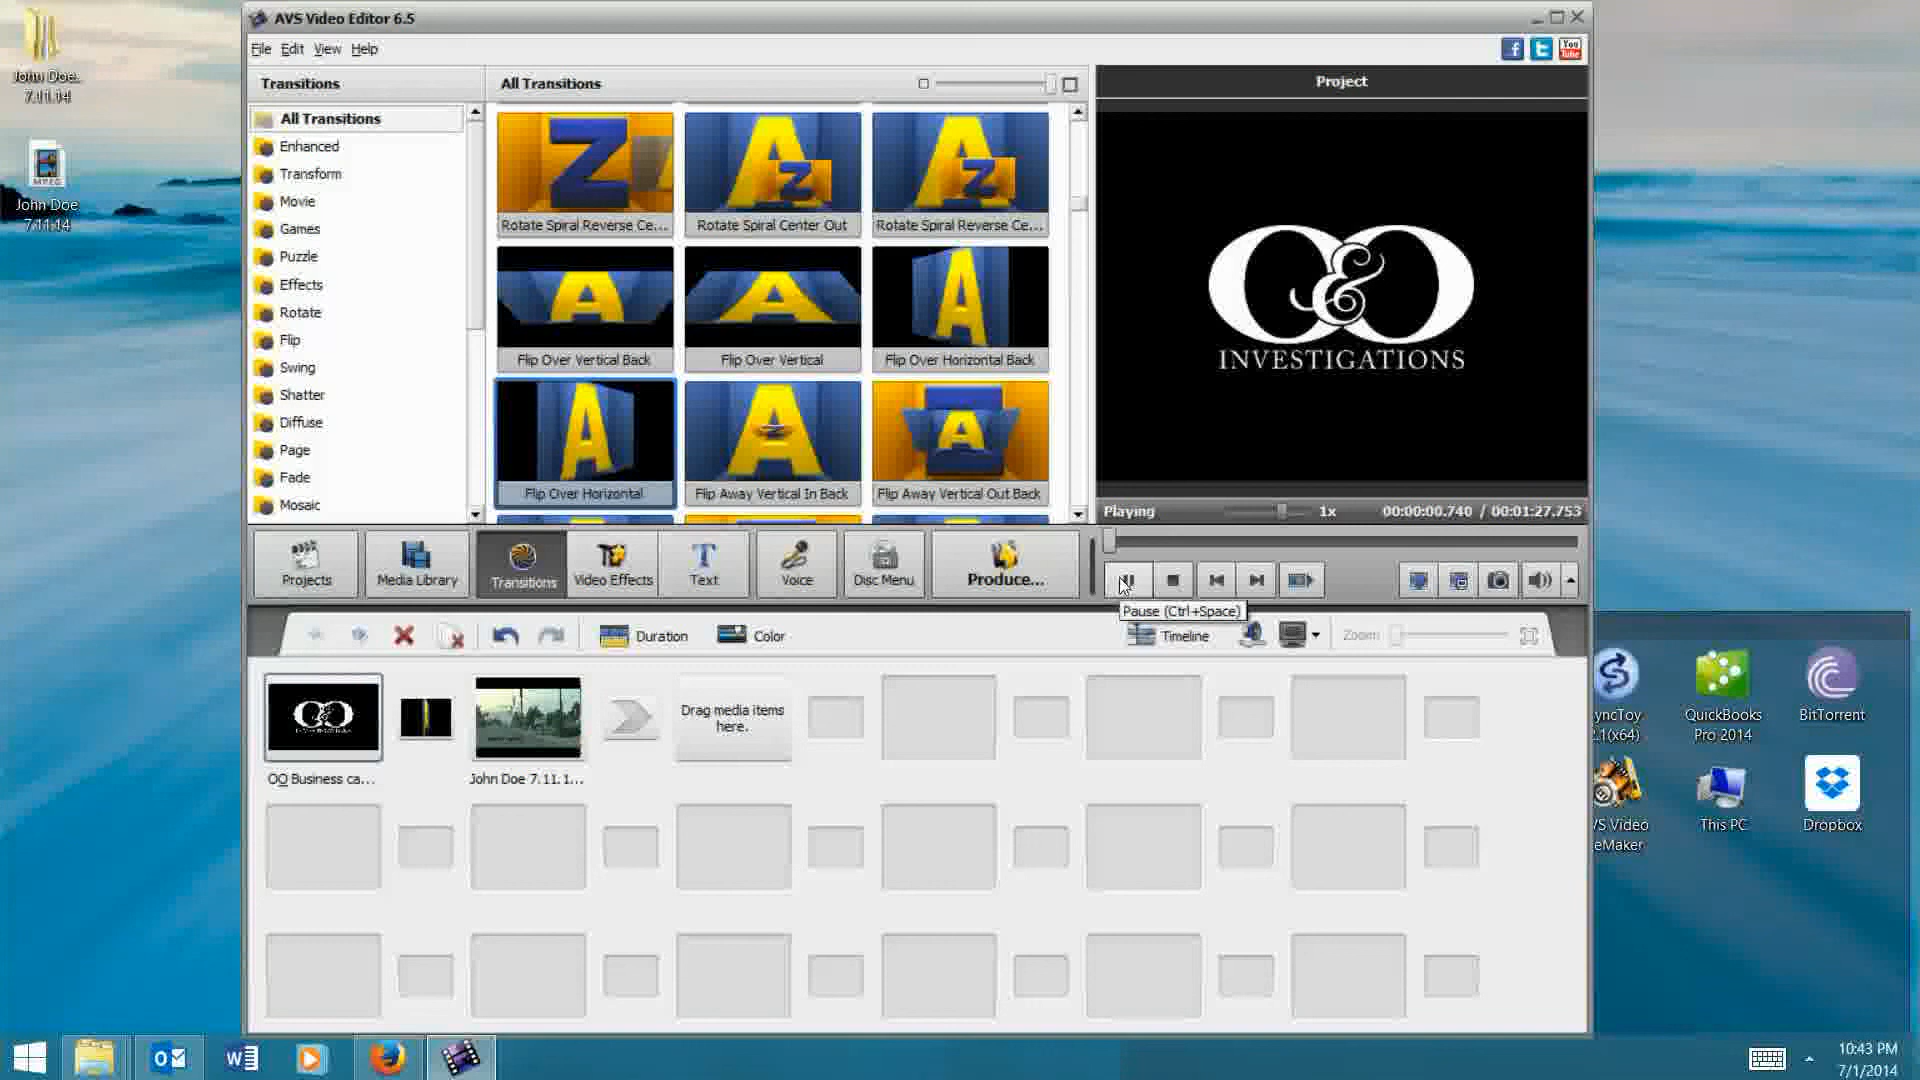 John Doe..
7.11.14
MPEG
John Doe
7.11.14
AVS Video Editor 6.5
File Edit View Help
f t You Tube
Transitions
All Transitions
Enhanced
Transform
Movie
Games
Puzzle
Effects
Rotate
Flip
Swing
Shatter
Diffuse
Page
Fade
Mosaic
All Transitions
Rotate Spiral Reverse Ce...
Rotate Spiral Center Out
Rotate Spiral Reverse Ce...
Flip Over Vertical Back
Flip Over Vertical
Flip Over Horizontal Back
Flip Over Horizontal
Flip Away Vertical In Back
Flip Away Vertical Out Back
Project
O&O
INVESTIGATIONS
Playing 1x 00:00:00.740 / 00:01:27.753
Projects
Media Library
Transitions
Video Effects
Text
Voice
Disc Menu
Produce...
Pause (Ctrl+Space)
Duration
Color
Timeline
Zoom:
Drag media items
here.
OO Business ca...
John Doe 7.11.1...
yncToy
.1(x64)
QuickBooks
Pro 2014
BitTorrent
VS Video
eMaker
This PC
Dropbox
10:43 PM
7/1/2014